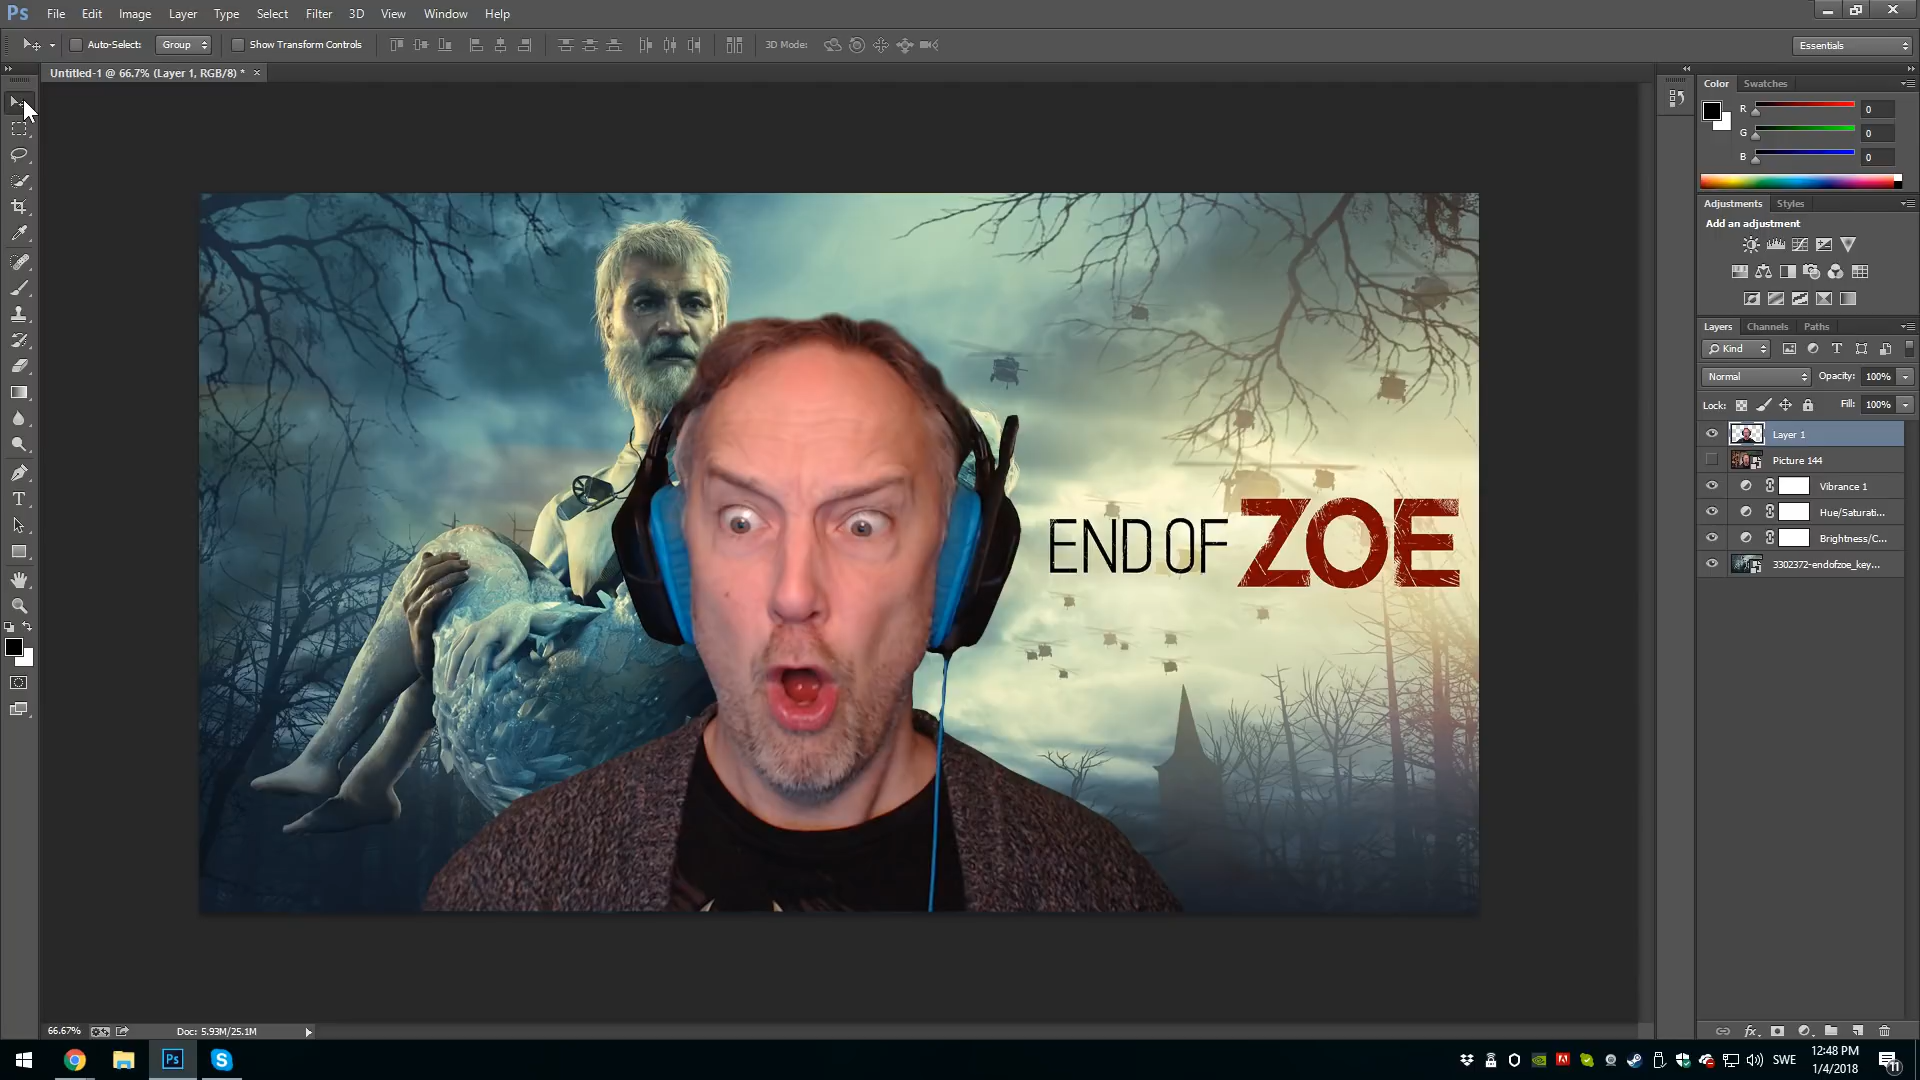 Ps File Edit Image Layer Type Select Filter 3D View Window Help
Auto-Select: Group Show Transform Controls 3D Mode: Essentials
Untitled-1 @ 66.7% (Layer 1, RGB/8) * ×
Color Swatches
R 0
G 0
B 0
Adjustments Styles
Add an adjustment
Layers Channels Paths
Kind
Normal Opacity: 100%
Lock: Fill: 100%
Layer 1
Picture 144
Vibrance 1
Hue/Saturati...
Brightness/C...
3302372-endofzoe_key...
END OF ZOE
66.67% Doc: 5.93M/25.1M
Ps SWE 12:48 PM
1/4/2018
11